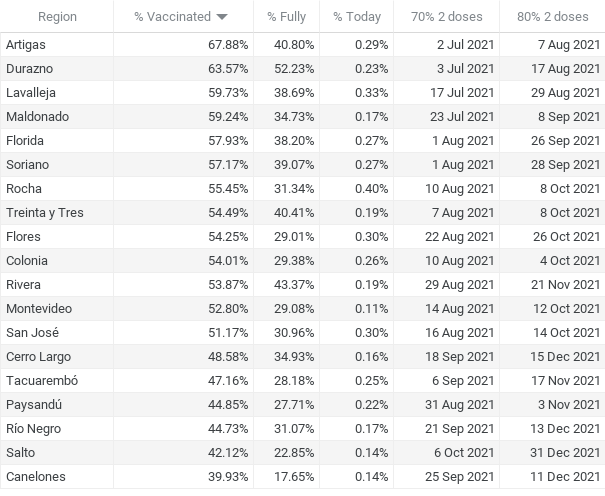 Region % Vaccinated % Fully % Today 70% 2 doses 80% 2 doses
Artigas 67.88% 40.80% 0.29% 2 Jul 2021 7 Aug 2021
Durazno 63.57% 52.23% 0.23% 3 Jul 2021 17 Aug 2021
Lavalleja 59.73% 38.69% 0.33% 17 Jul 2021 29 Aug 2021
Maldonado 59.24% 34.73% 0.17% 23 Jul 2021 8 Sep 2021
Florida 57.93% 38.20% 0.27% 1 Aug 2021 26 Sep 2021
Soriano 57.17% 39.07% 0.27% 1 Aug 2021 28 Sep 2021
Rocha 55.45% 31.34% 0.40% 10 Aug 2021 8 Oct 2021
Treinta y Tres 54.49% 40.41% 0.19% 7 Aug 2021 8 Oct 2021
Flores 54.25% 29.01% 0.30% 22 Aug 2021 26 Oct 2021
Colonia 54.01% 29.38% 0.26% 10 Aug 2021 4 Oct 2021
Rivera 53.87% 43.37% 0.19% 29 Aug 2021 21 Nov 2021
Montevideo 52.80% 29.08% 0.11% 14 Aug 2021 12 Oct 2021
San José 51.17% 30.96% 0.30% 16 Aug 2021 14 Oct 2021
Cerro Largo 48.58% 34.93% 0.16% 18 Sep 2021 15 Dec 2021
Tacuarembó 47.16% 28.18% 0.25% 6 Sep 2021 17 Nov 2021
Paysandú 44.85% 27.71% 0.22% 31 Aug 2021 3 Nov 2021
Río Negro 44.73% 31.07% 0.17% 21 Sep 2021 13 Dec 2021
Salto 42.12% 22.85% 0.14% 6 Oct 2021 31 Dec 2021
Canelones 39.93% 17.65% 0.14% 25 Sep 2021 11 Dec 2021